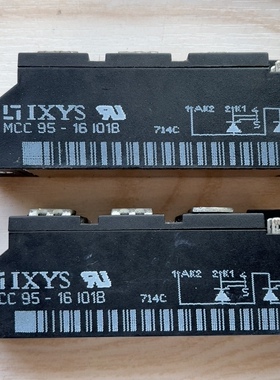 IXYS
MCC 95 - 16 IO1B
714C
1 AK2 2 K1
S
IXYS
CC 95 - 16 IO1B
714C
1 AK2 2 K1
S